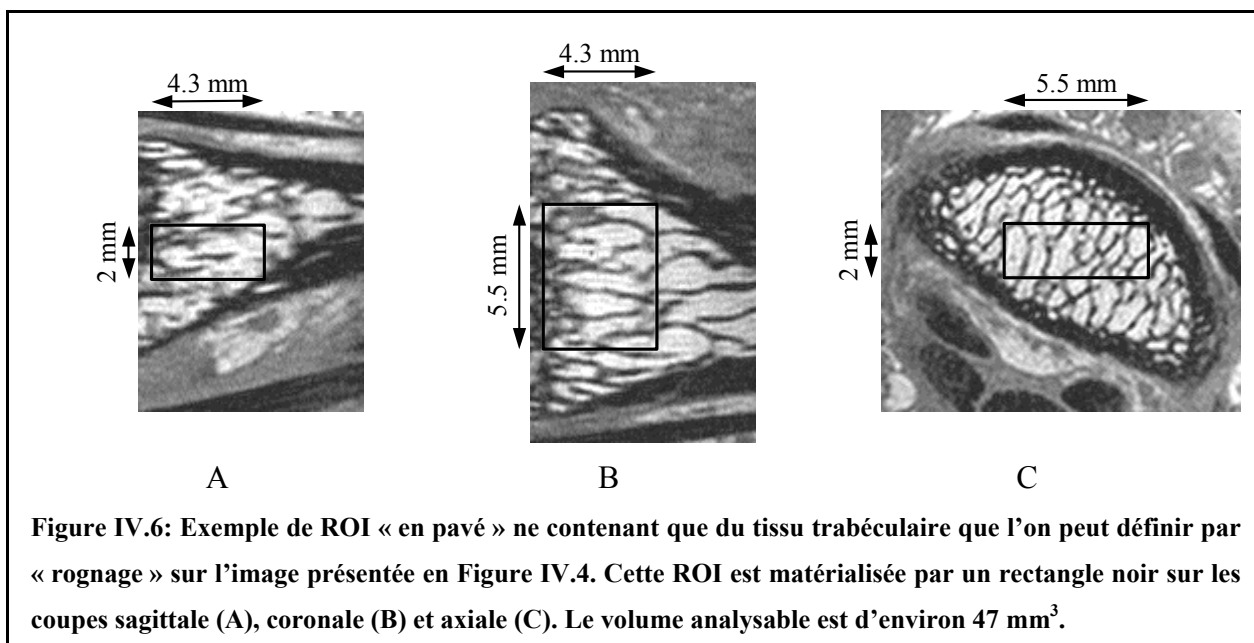 4.3 mm
4.3 mm
5.5 mm
2 mm
5.5 mm
2 mm
A
B
C
Figure IV.6: Exemple de ROI « en pavé » ne contenant que du tissu trabéculaire que l’on peut définir par
« rognage » sur l’image présentée en Figure IV.4. Cette ROI est matérialisée par un rectangle noir sur les
coupes sagittale (A), coronale (B) et axiale (C). Le volume analysable est d’environ 47 mm³.